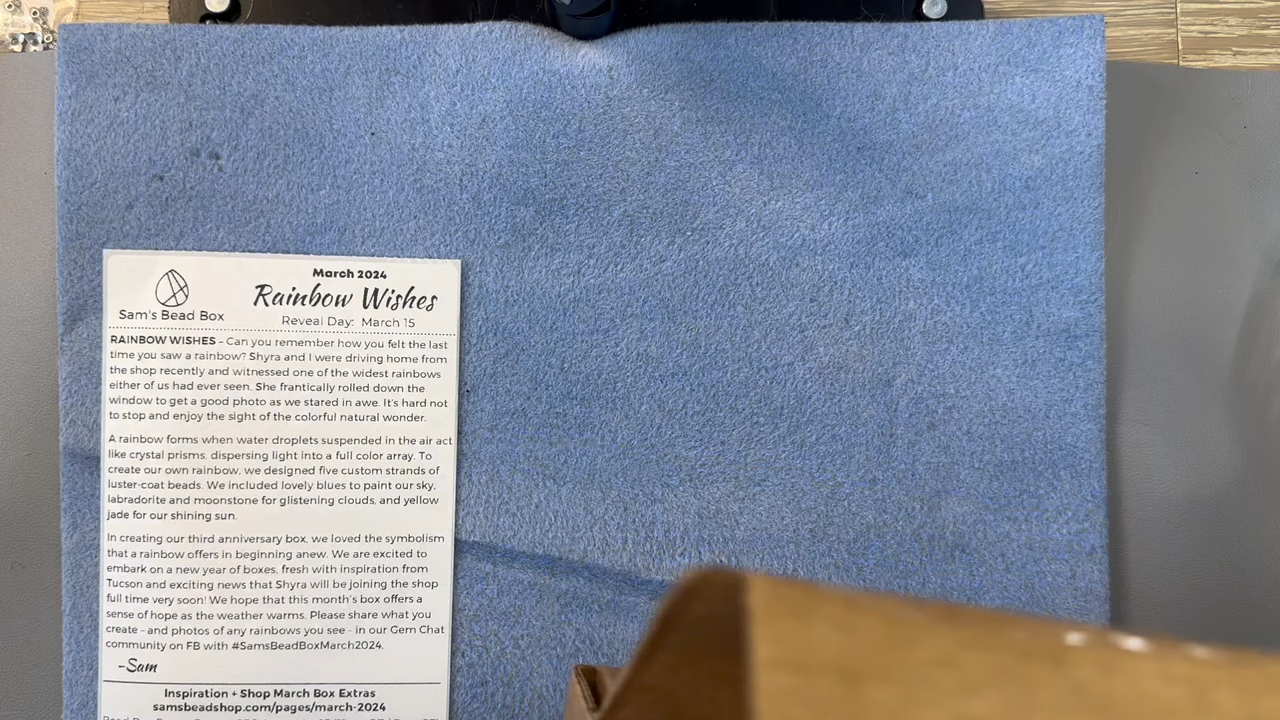 March 2024
Rainbow Wishes
Sam's Bead Box
Reveal Day: March 15
RAINBOW WISHES - Can you remember how you felt the last
time you saw a rainbow? Shyra and I were driving home from
the shop recently and witnessed one of the widest rainbows
either of us had ever seen. She frantically rolled down the
window to get a good photo as we stared in awe. It's hard not
to stop and enjoy the sight of the colorful natural wonder.
A rainbow forms when water droplets suspended in the air act
like crystal prisms, dispersing light into a full color array. To
create our own rainbow, we designed five custom strands of
luster-coat beads. We included lovely blues to paint our sky,
labradorite and moonstone for glistening clouds, and yellow
jade for our shining sun.
In creating our third anniversary box, we loved the symbolism
that a rainbow offers in beginning anew. We are excited to
embark on a new year of boxes, fresh with inspiration from
Tucson and exciting news that Shyra will be joining the shop
full time very soon! We hope that this month's box offers a
sense of hope as the weather warms. Please share what you
create - and photos of any rainbows you see - in our Gem Chat
community on FB with #SamsBeadBoxMarch2024.
-Sam
Inspiration + Shop March Box Extras
samsbeadshop.com/pages/march-2024